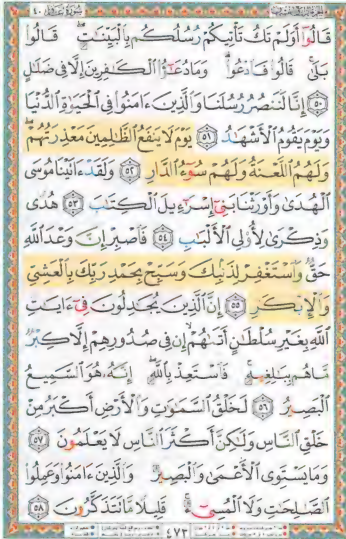 قَالُوٓا۟ أَوَلَمْ تَكُ تَأْتِيكُمْ رُسُلُكُم بِٱلْبَيِّنَـٰتِ ۖ قَالُوا۟
بَلَىٰ ۚ قَالُوا۟ فَٱدْعُوا۟ ۗ وَمَا دُعَـٰٓؤُا۟ ٱلْكَـٰفِرِينَ إِلَّا فِى ضَلَـٰلٍ
٥٠ إِنَّا لَنَنصُرُ رُسُلَنَا وَٱلَّذِينَ ءَامَنُوا۟ فِى ٱلْحَيَوٰةِ ٱلدُّنْيَا
وَيَوْمَ يَقُومُ ٱلْأَشْهَـٰدُ ٥١ يَوْمَ لَا يَنفَعُ ٱلظَّـٰلِمِينَ مَعْذِرَتُهُمْ ۖ
وَلَهُمُ ٱللَّعْنَةُ وَلَهُمْ سُوٓءُ ٱلدَّارِ ٥٢ وَلَقَدْ ءَاتَيْنَا مُوسَى
ٱلْهُدَىٰ وَأَوْرَثْنَا بَنِىٓ إِسْرَٰٓءِيلَ ٱلْكِتَـٰبَ ٥٣ هُدًى
وَذِكْرَىٰ لِأُو۟لِى ٱلْأَلْبَـٰبِ ٥٤ فَٱصْبِرْ إِنَّ وَعْدَ ٱللَّهِ
حَقٌّ وَٱسْتَغْفِرْ لِذَنۢبِكَ وَسَبِّحْ بِحَمْدِ رَبِّكَ بِٱلْعَشِىِّ
وَٱلْإِبْكَـٰرِ ٥٥ إِنَّ ٱلَّذِينَ يُجَـٰدِلُونَ فِىٓ ءَايَـٰتِ
ٱللَّهِ بِغَيْرِ سُلْطَـٰنٍ أَتَىٰهُمْ ۙ إِن فِى صُدُورِهِمْ إِلَّا كِبْرٌ
مَّا هُم بِبَـٰلِغِيهِ ۚ فَٱسْتَعِذْ بِٱللَّهِ ۖ إِنَّهُۥ هُوَ ٱلسَّمِيعُ
ٱلْبَصِيرُ ٥٦ لَخَلْقُ ٱلسَّمَـٰوَٰتِ وَٱلْأَرْضِ أَكْبَرُ مِنْ
خَلْقِ ٱلنَّاسِ وَلَـٰكِنَّ أَكْثَرَ ٱلنَّاسِ لَا يَعْلَمُونَ ٥٧
وَمَا يَسْتَوِى ٱلْأَعْمَىٰ وَٱلْبَصِيرُ وَٱلَّذِينَ ءَامَنُوا۟ وَعَمِلُوا۟
ٱلصَّـٰلِحَـٰتِ وَلَا ٱلْمُسِىٓءُ ۚ قَلِيلًا مَّا تَتَذَكَّرُونَ ٥٨
٤٧٣